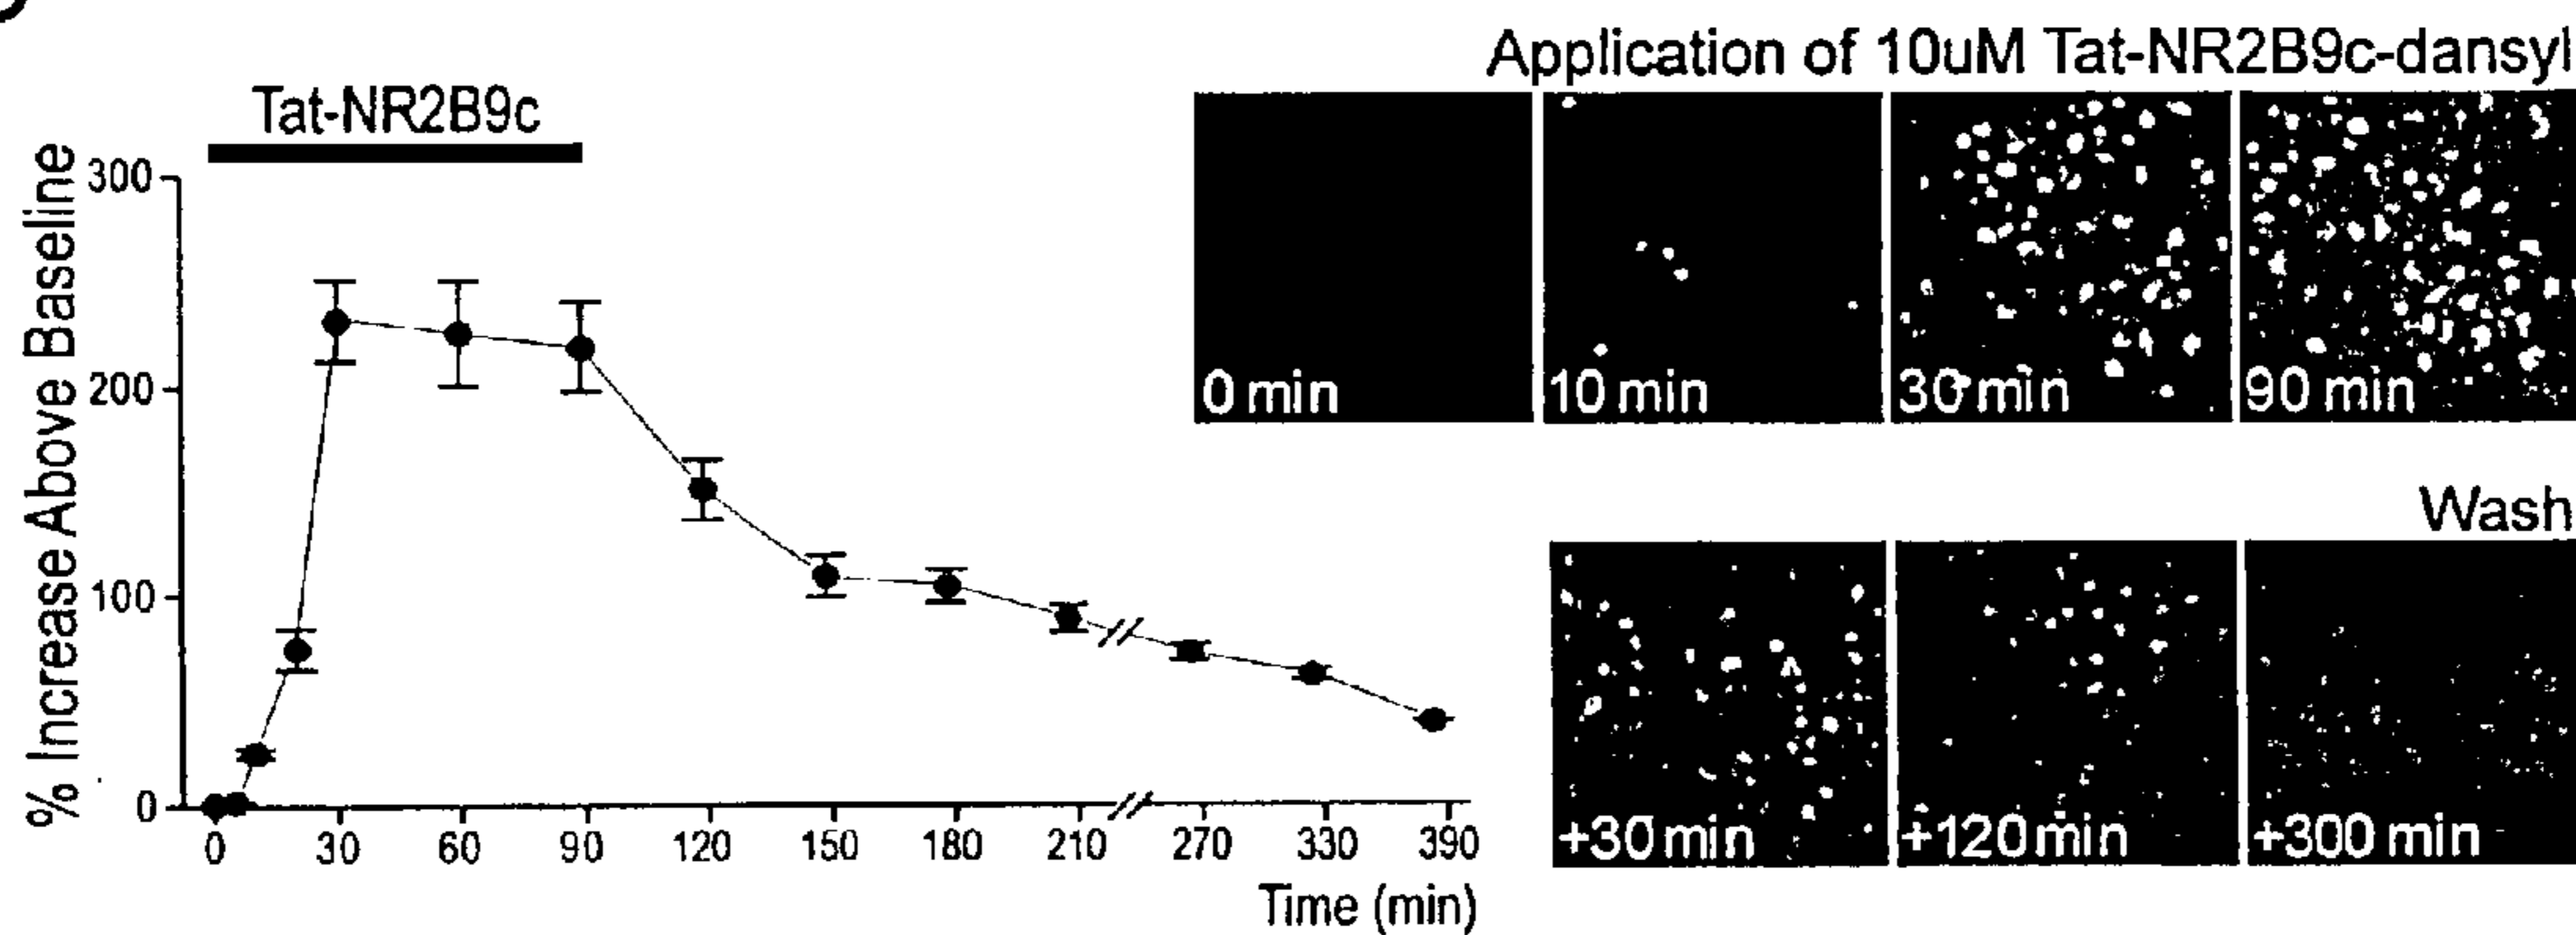 Application of 10uM Tat-NR2B9c-dansyl
Tat-NR2B9c
% Increase Above Baseline
300
200
100
0
0 30 60 90 120 150 180 210 270 330 390
Time (min)
0 min
10 min
30 min
90 min
Wash
+30 min
+120 min
+300 min